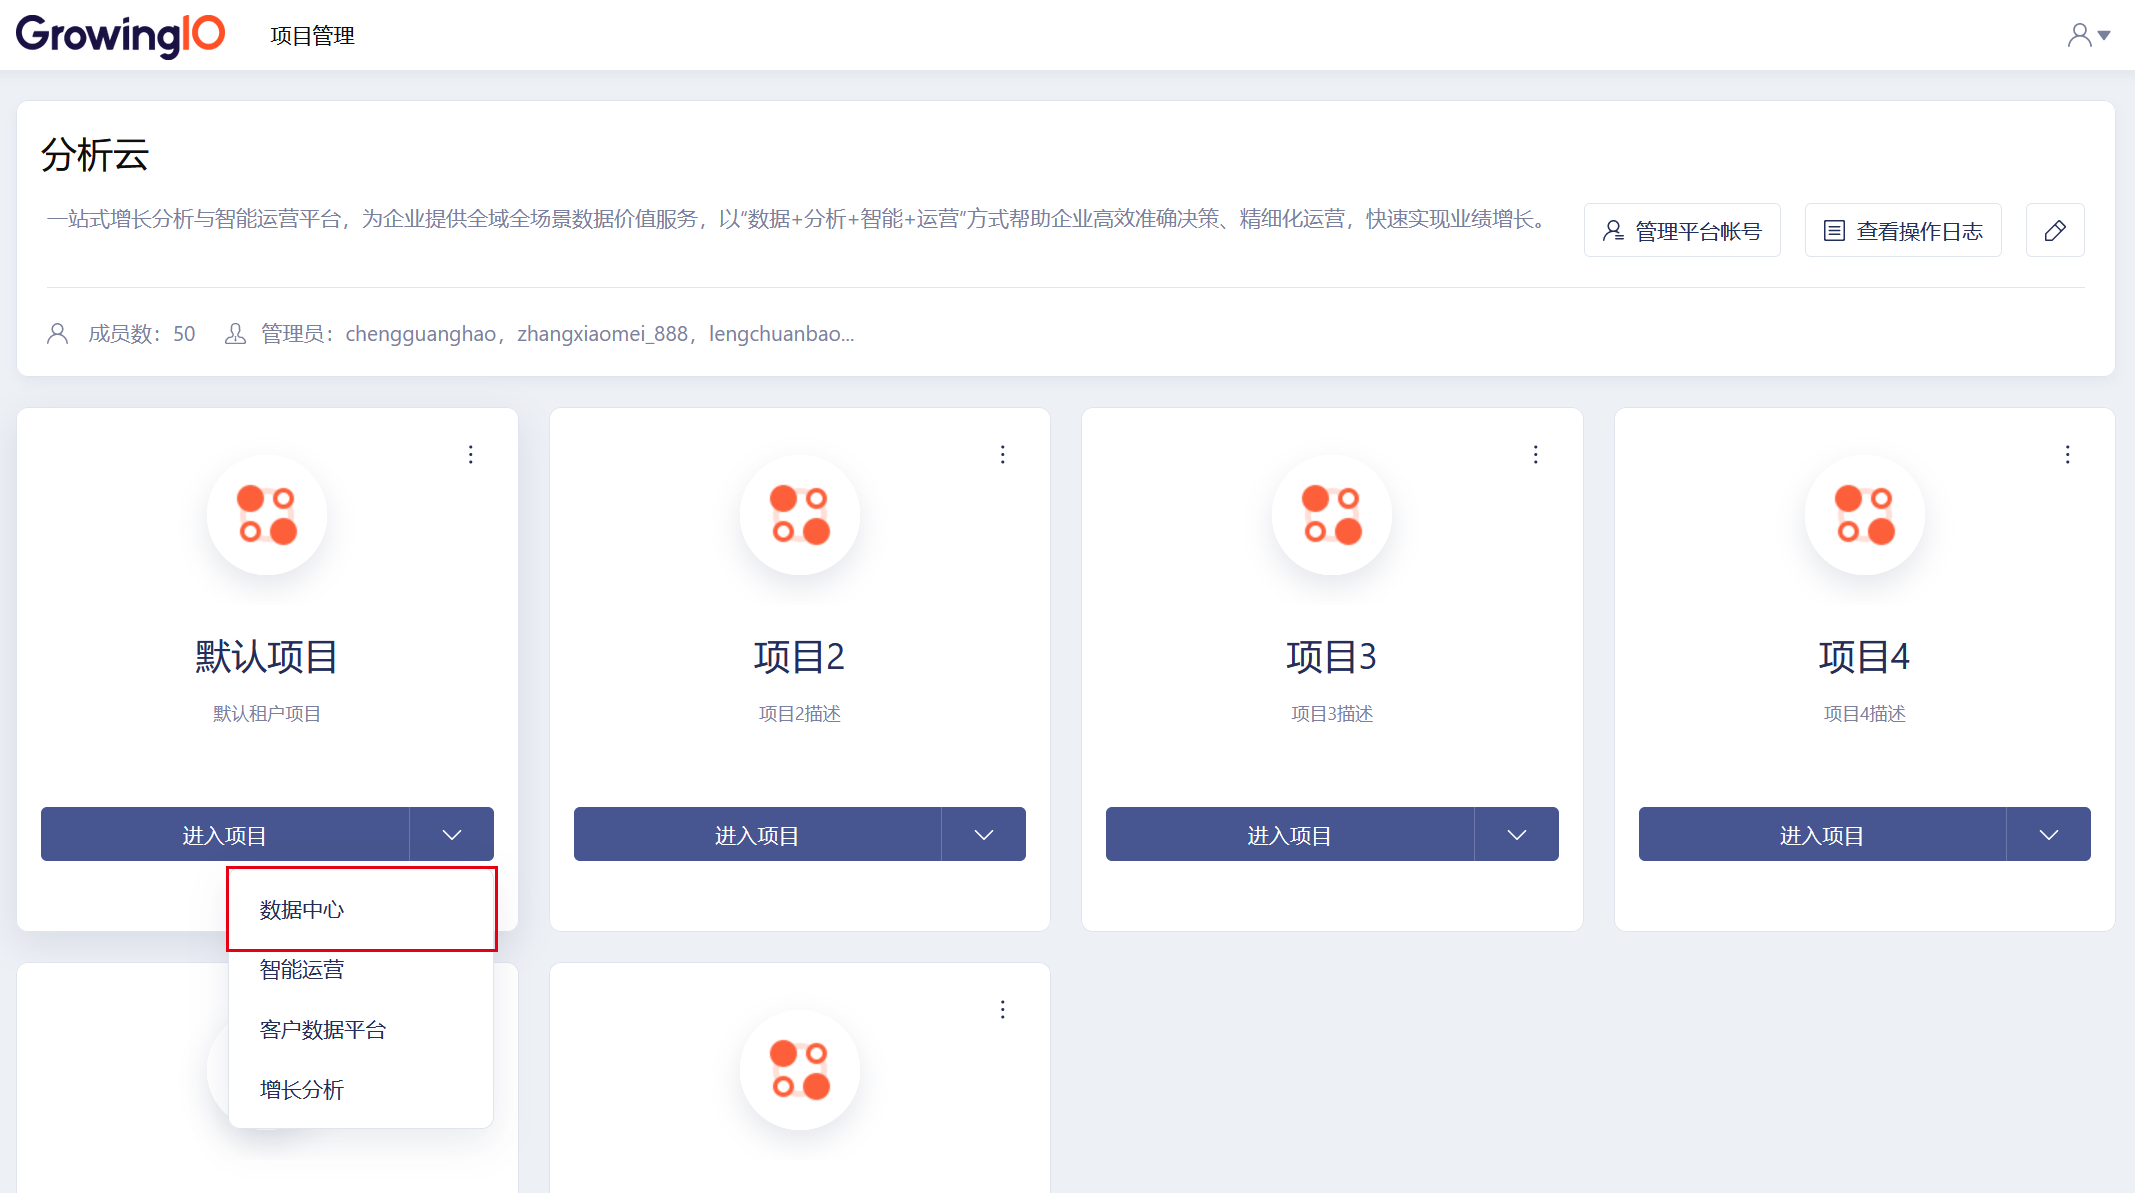 GrowingIO
项目管理
分析云
一站式增长分析与智能运营平台，为企业提供全域全场景数据价值服务，以“数据+分析+智能+运营”方式帮助企业高效准确决策、精细化运营，快速实现业绩增长。
管理平台帐号
查看操作日志
成员数：50
管理员：chengguanghao，zhangxiaomei_888，lengchuanbao...
默认项目
默认租户项目
进入项目
项目2
项目2描述
进入项目
项目3
项目3描述
进入项目
项目4
项目4描述
进入项目
数据中心
智能运营
客户数据平台
增长分析